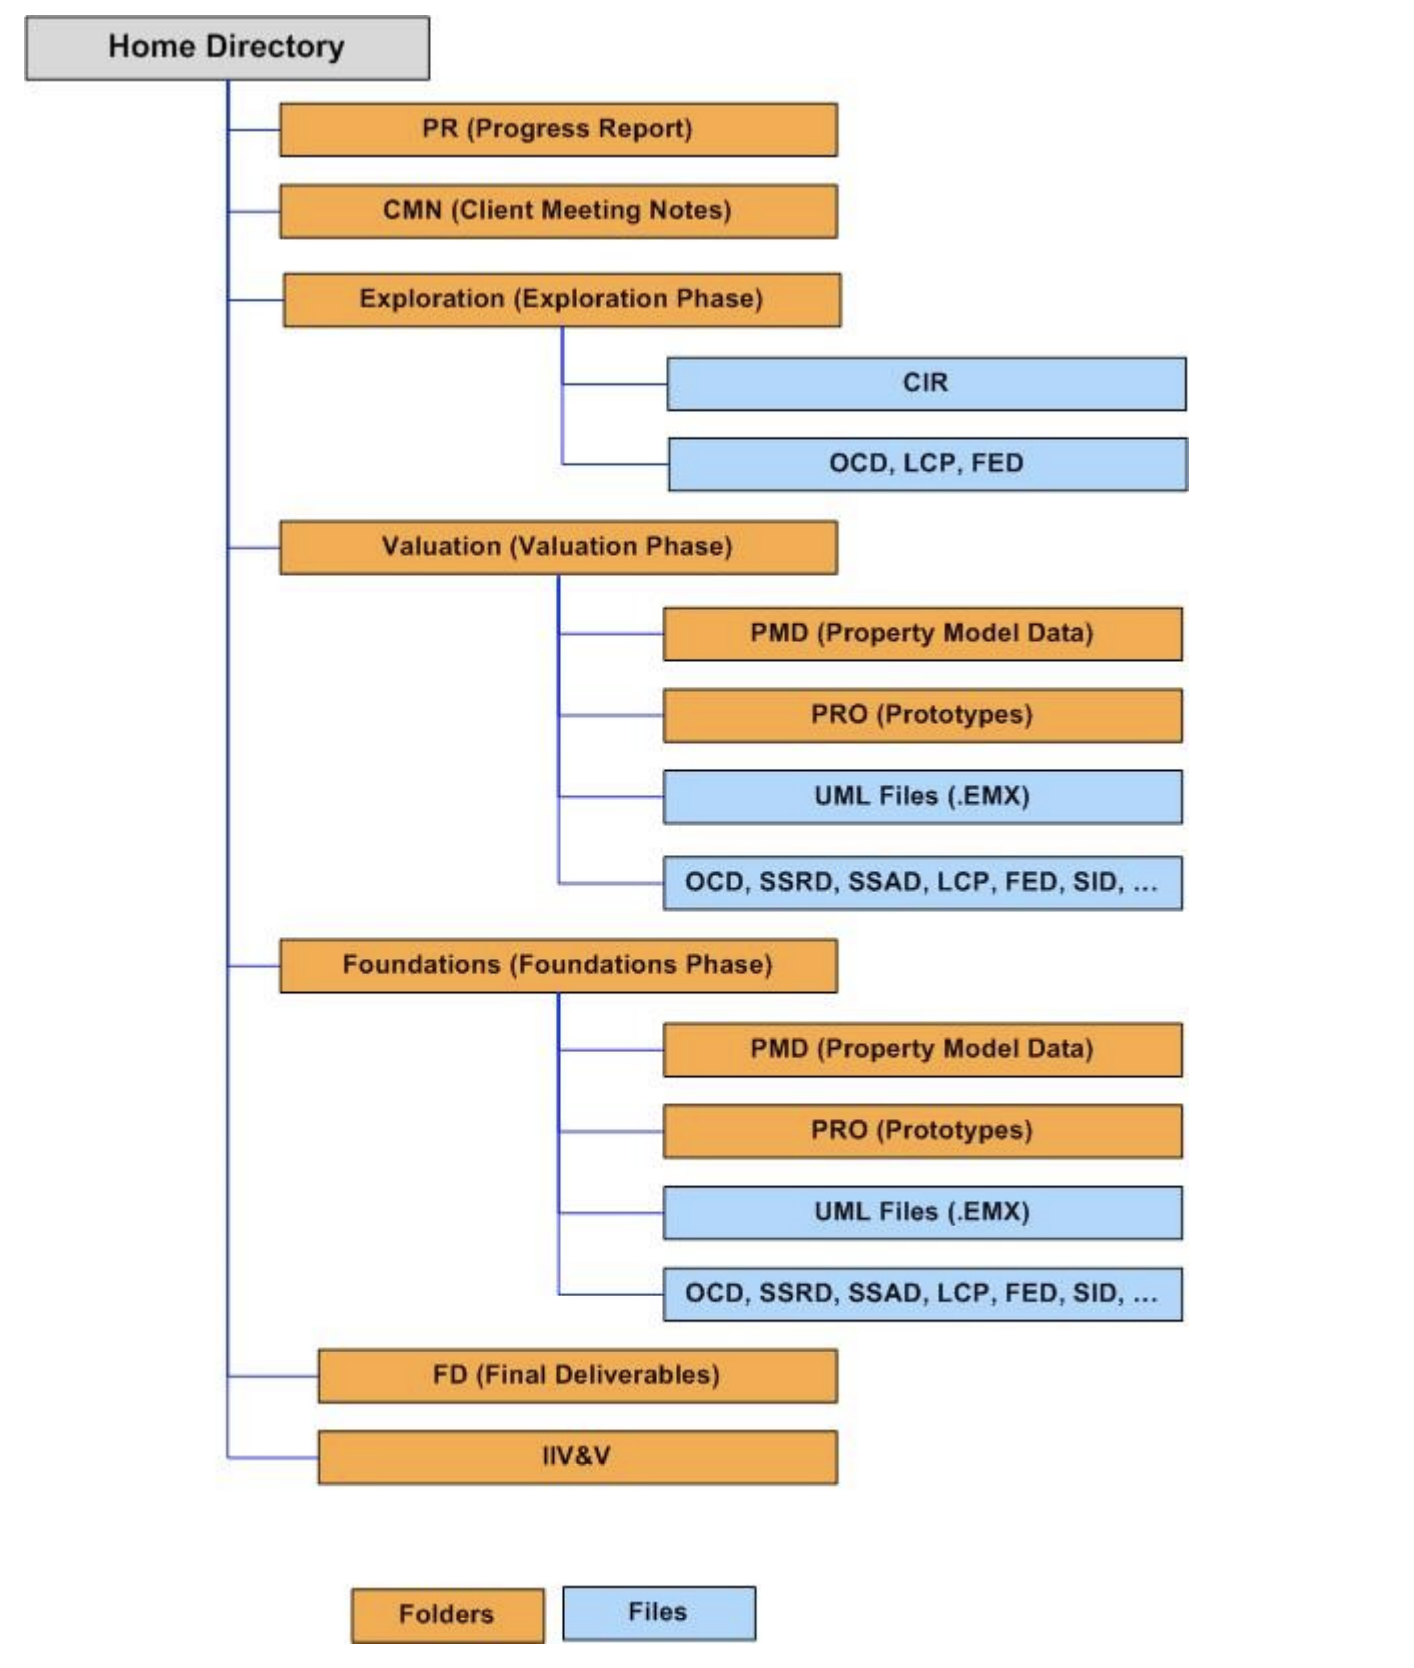 Home Directory
PR (Progress Report)
CMN (Client Meeting Notes)
Exploration (Exploration Phase)
CIR
OCD, LCP, FED
Valuation (Valuation Phase)
PMD (Property Model Data)
PRO (Prototypes)
UML Files (.EMX)
OCD, SSRD, SSAD, LCP, FED, SID, ...
Foundations (Foundations Phase)
PMD (Property Model Data)
PRO (Prototypes)
UML Files (.EMX)
OCD, SSRD, SSAD, LCP, FED, SID, ...
FD (Final Deliverables)
IIV&V
Folders
Files